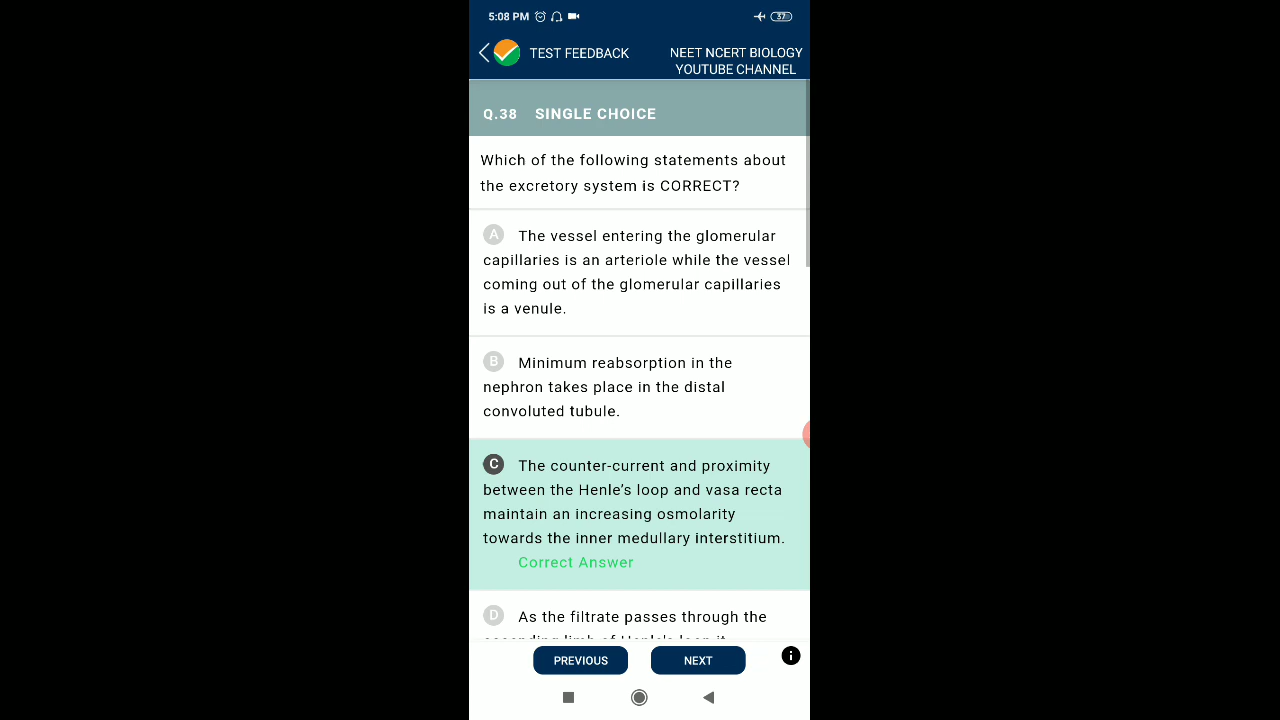 5:08 PM 37
TEST FEEDBACK
NEET NCERT BIOLOGY
YOUTUBE CHANNEL
Q.38 SINGLE CHOICE
Which of the following statements about
the excretory system is CORRECT?
A The vessel entering the glomerular
capillaries is an arteriole while the vessel
coming out of the glomerular capillaries
is a venule.
B Minimum reabsorption in the
nephron takes place in the distal
convoluted tubule.
C The counter-current and proximity
between the Henle's loop and vasa recta
maintain an increasing osmolarity
towards the inner medullary interstitium.
Correct Answer
D As the filtrate passes through the
PREVIOUS NEXT